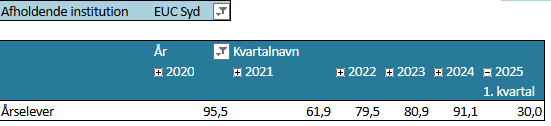 Afholdende institution EUC Syd
År Kvartalnavn
2020 2021 2022 2023 2024 2025
1. kvartal
Årselever 95,5 61,9 79,5 80,9 91,1 30,0